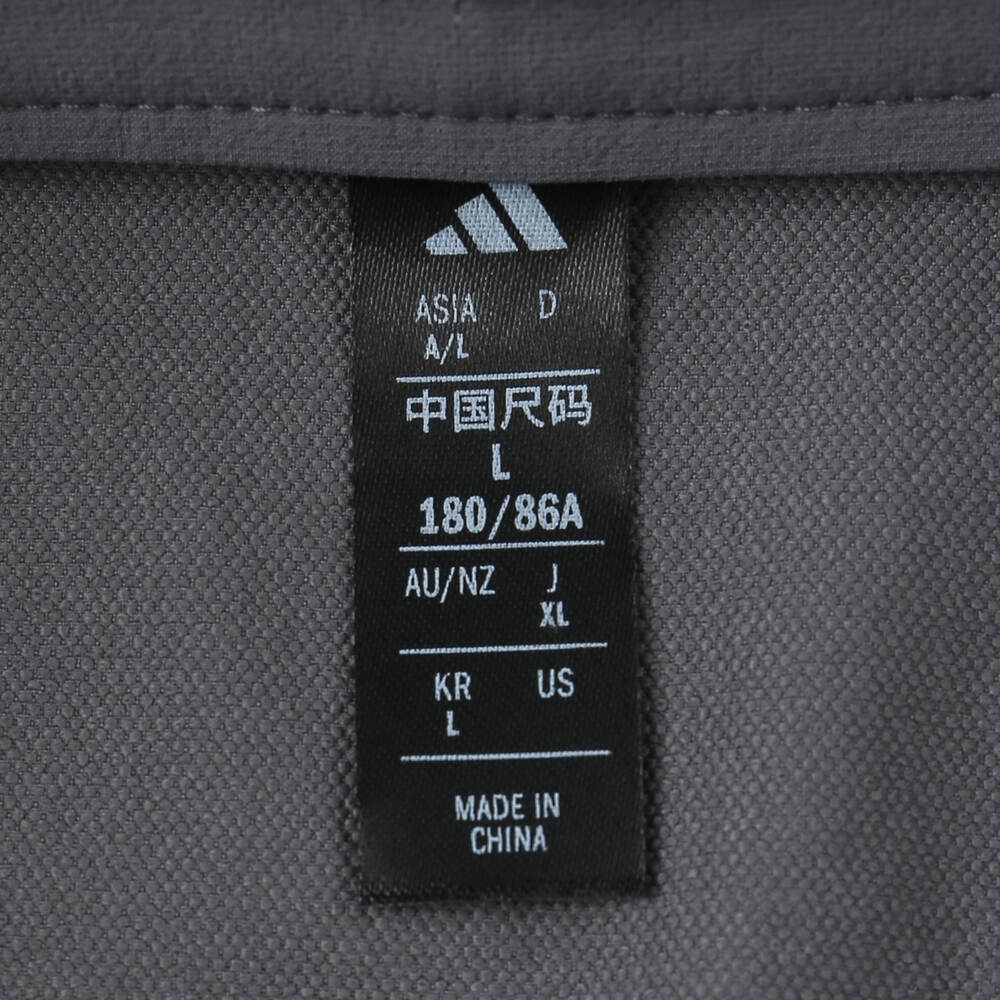 ASIA D
A/L
中国尺码
L
180/86A
AU/NZ J
XL
KR US
L
MADE IN
CHINA